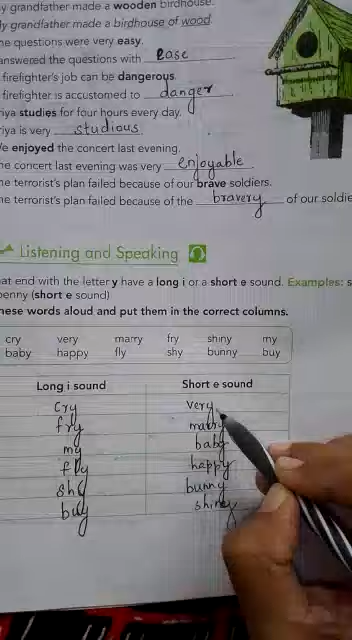 y grandfather made a wooden birdhouse.
y grandfather made a birdhouse of wood.
he questions were very easy.
answered the questions with ease
firefighter's job can be dangerous.
firefighter is accustomed to danger
riya studies for four hours every day.
riya is very studious.
e enjoyed the concert last evening.
he concert last evening was very enjoyable
he terrorist's plan failed because of our brave soldiers.
he terrorist's plan failed because of the bravery of our soldie
Listening and Speaking
at end with the letter y have a long i or a short e sound. Examples: s
penny (short e sound)
hese words aloud and put them in the correct columns.
cry very marry fry shiny my
baby happy fly shy bunny buy
Long i sound Short e sound
cry very
fry marry
my baby
fly happy
shy bunny
buy shiney